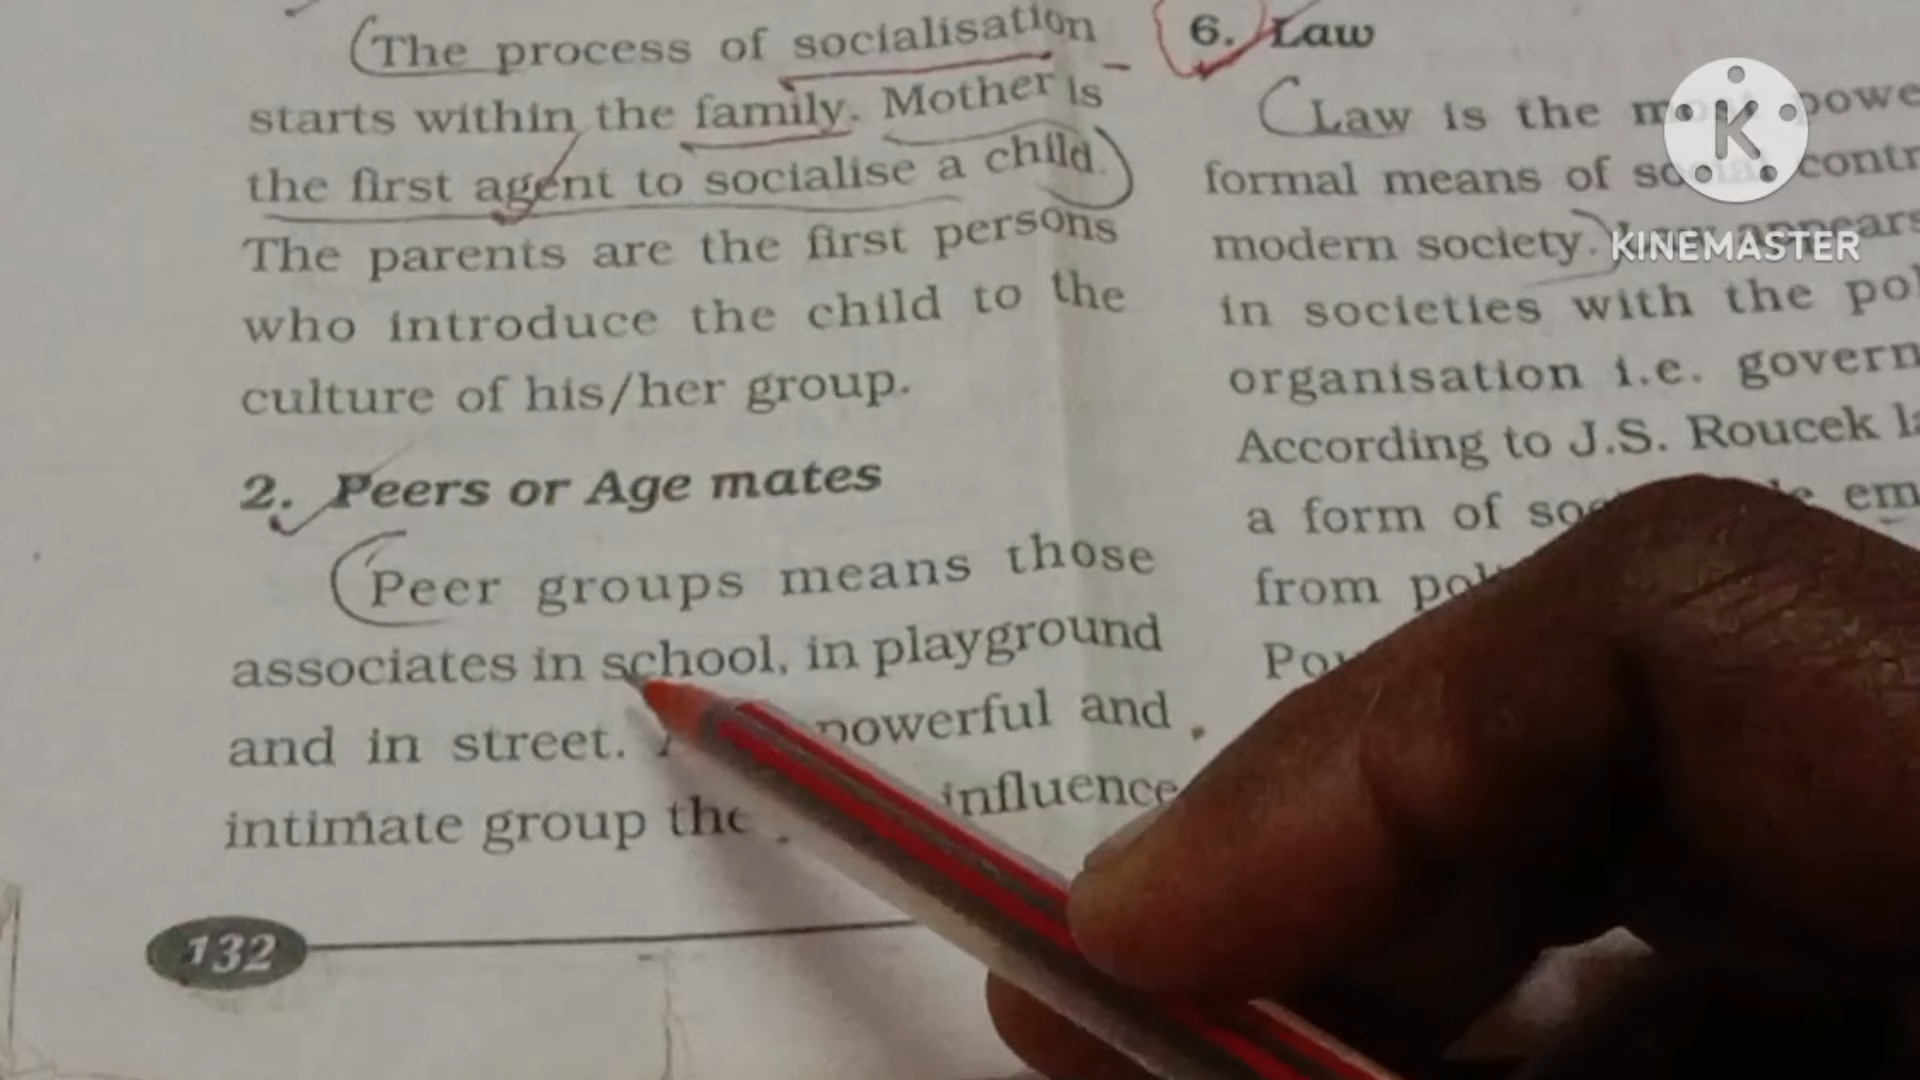 The process of socialisation
starts within the family. Mother is
the first agent to socialise a child.
The parents are the first persons
who introduce the child to the
culture of his/her group.
2. Peers or Age mates
Peer groups means those
associates in school, in playground
and in street. powerful and
intimate group influence
132
6. Law
Law is the
formal means of
modern society.
in societies with the
organisation i.e.
According to J.S. Roucek
a form of
from
K
KINEMASTER